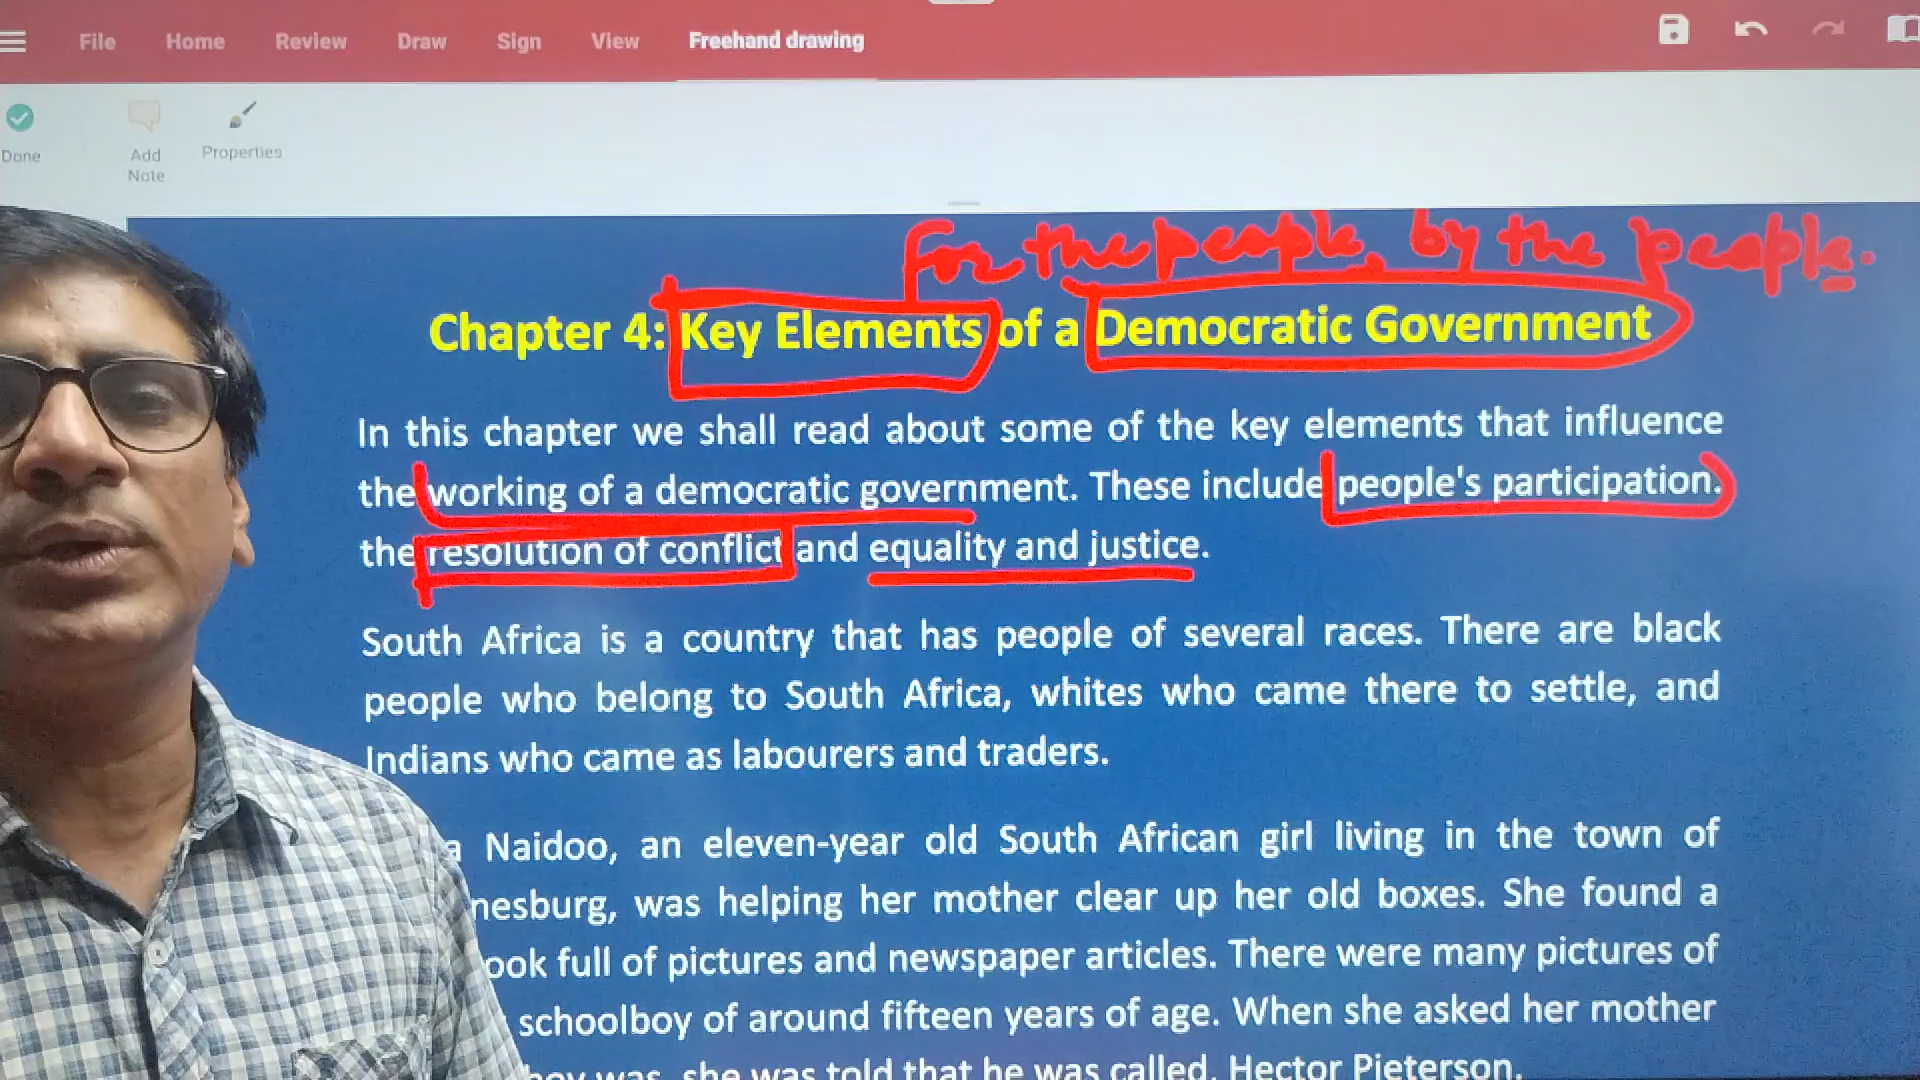 File Home Review Draw Sign View Freehand drawing
Done Add Note Properties
For the people, by the people.
Chapter 4: Key Elements of a Democratic Government
In this chapter we shall read about some of the key elements that influence
the working of a democratic government. These include people's participation.
the resolution of conflict and equality and justice.
South Africa is a country that has people of several races. There are black
people who belong to South Africa, whites who came there to settle, and
Indians who came as labourers and traders.
a Naidoo, an eleven-year old South African girl living in the town of
nesburg, was helping her mother clear up her old boxes. She found a
ook full of pictures and newspaper articles. There were many pictures of
schoolboy of around fifteen years of age. When she asked her mother
boy was, she was told that he was called, Hector Pieterson.